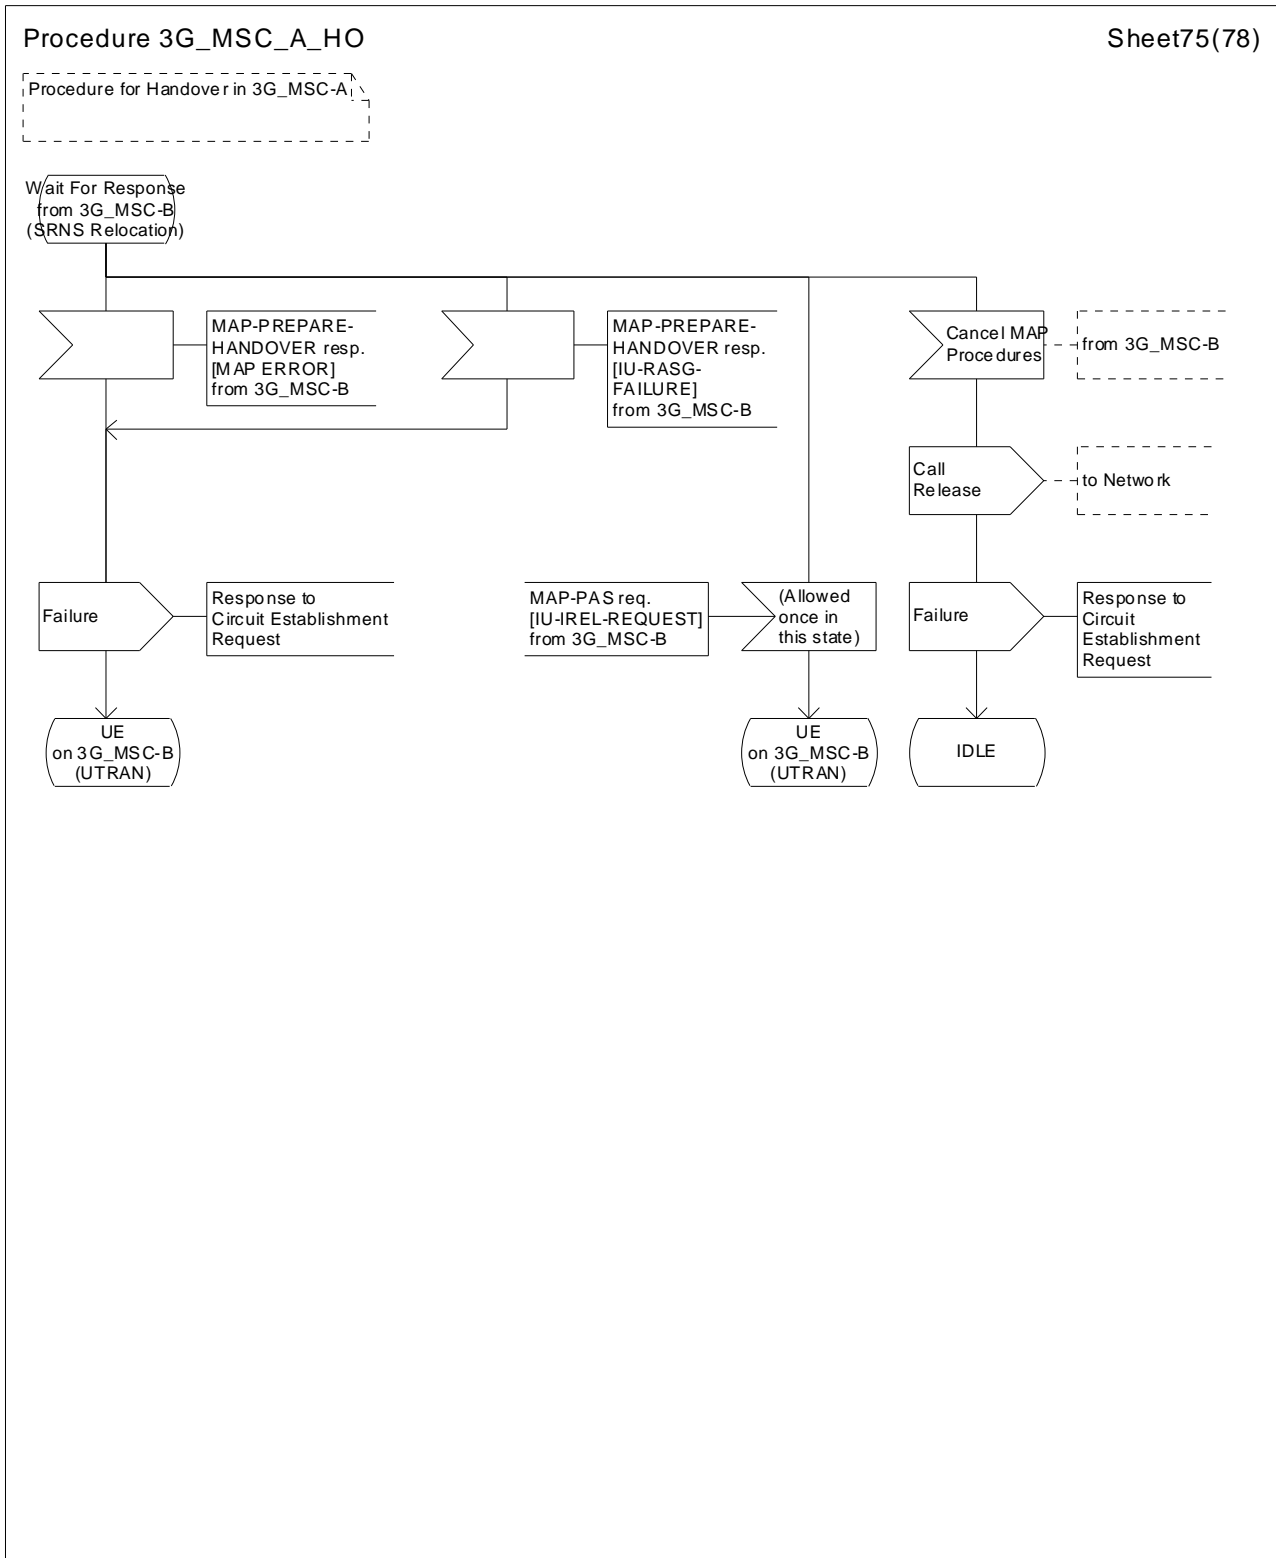 Procedure 3G_MSC_A_HO
Sheet75(78)
Procedure for Handover in 3G_MSC-A
Wait For Response
from 3G_MSC-B
(SRNS Relocation)
MAP-PREPARE-
HANDOVER resp.
[MAP ERROR]
from 3G_MSC-B
MAP-PREPARE-
HANDOVER resp.
[IU-RASG-
FAILURE]
from 3G_MSC-B
Cancel MAP
Procedures
from 3G_MSC-B
Call
Release
to Network
Failure
Response to
Circuit Establishment
Request
MAP-PAS req.
[IU-IREL-REQUEST]
from 3G_MSC-B
(Allowed
once in
this state)
Failure
Response to
Circuit
Establishment
Request
UE
on 3G_MSC-B
(UTRAN)
UE
on 3G_MSC-B
(UTRAN)
IDLE